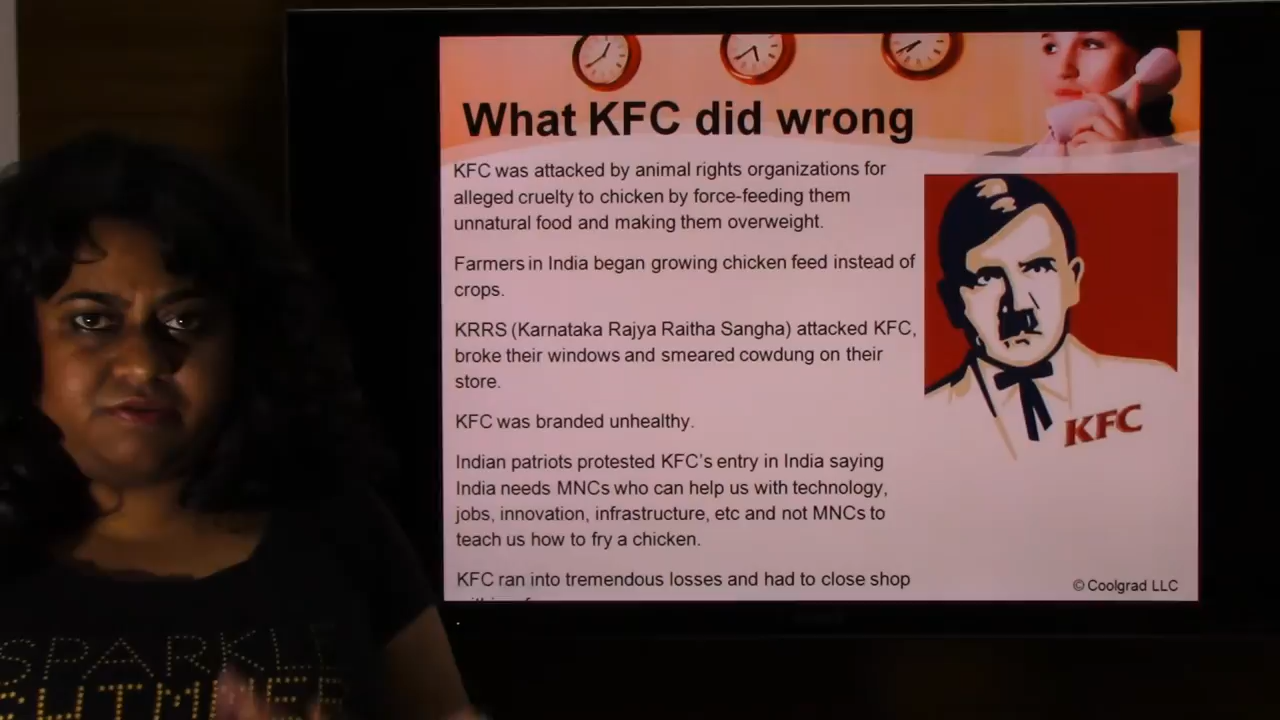 What KFC did wrong
KFC was attacked by animal rights organizations for
alleged cruelty to chicken by force-feeding them
unnatural food and making them overweight.
Farmers in India began growing chicken feed instead of
crops.
KRRS (Karnataka Rajya Raitha Sangha) attacked KFC,
broke their windows and smeared cowdung on their
store.
KFC was branded unhealthy.
Indian patriots protested KFC's entry in India saying
India needs MNCs who can help us with technology,
jobs, innovation, infrastructure, etc and not MNCs to
teach us how to fry a chicken.
KFC ran into tremendous losses and had to close shop
KFC
© Coolgrad LLC
SPARKLE